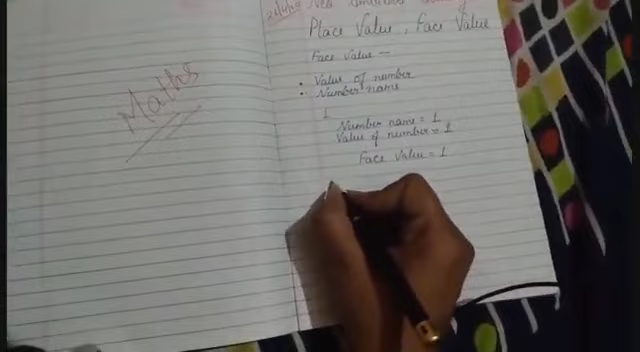 Maths
Place Value, Face Value
Face Value -
• Value of number
• Number name
1
Number name = 1
Value of number = 1
Face Value = 1